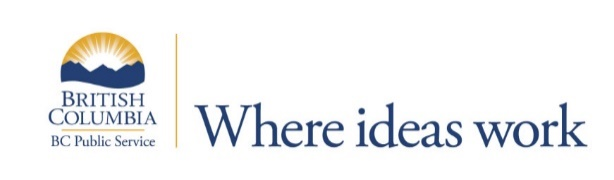 BRITISH
COLUMBIA
BC Public Service
Where ideas work